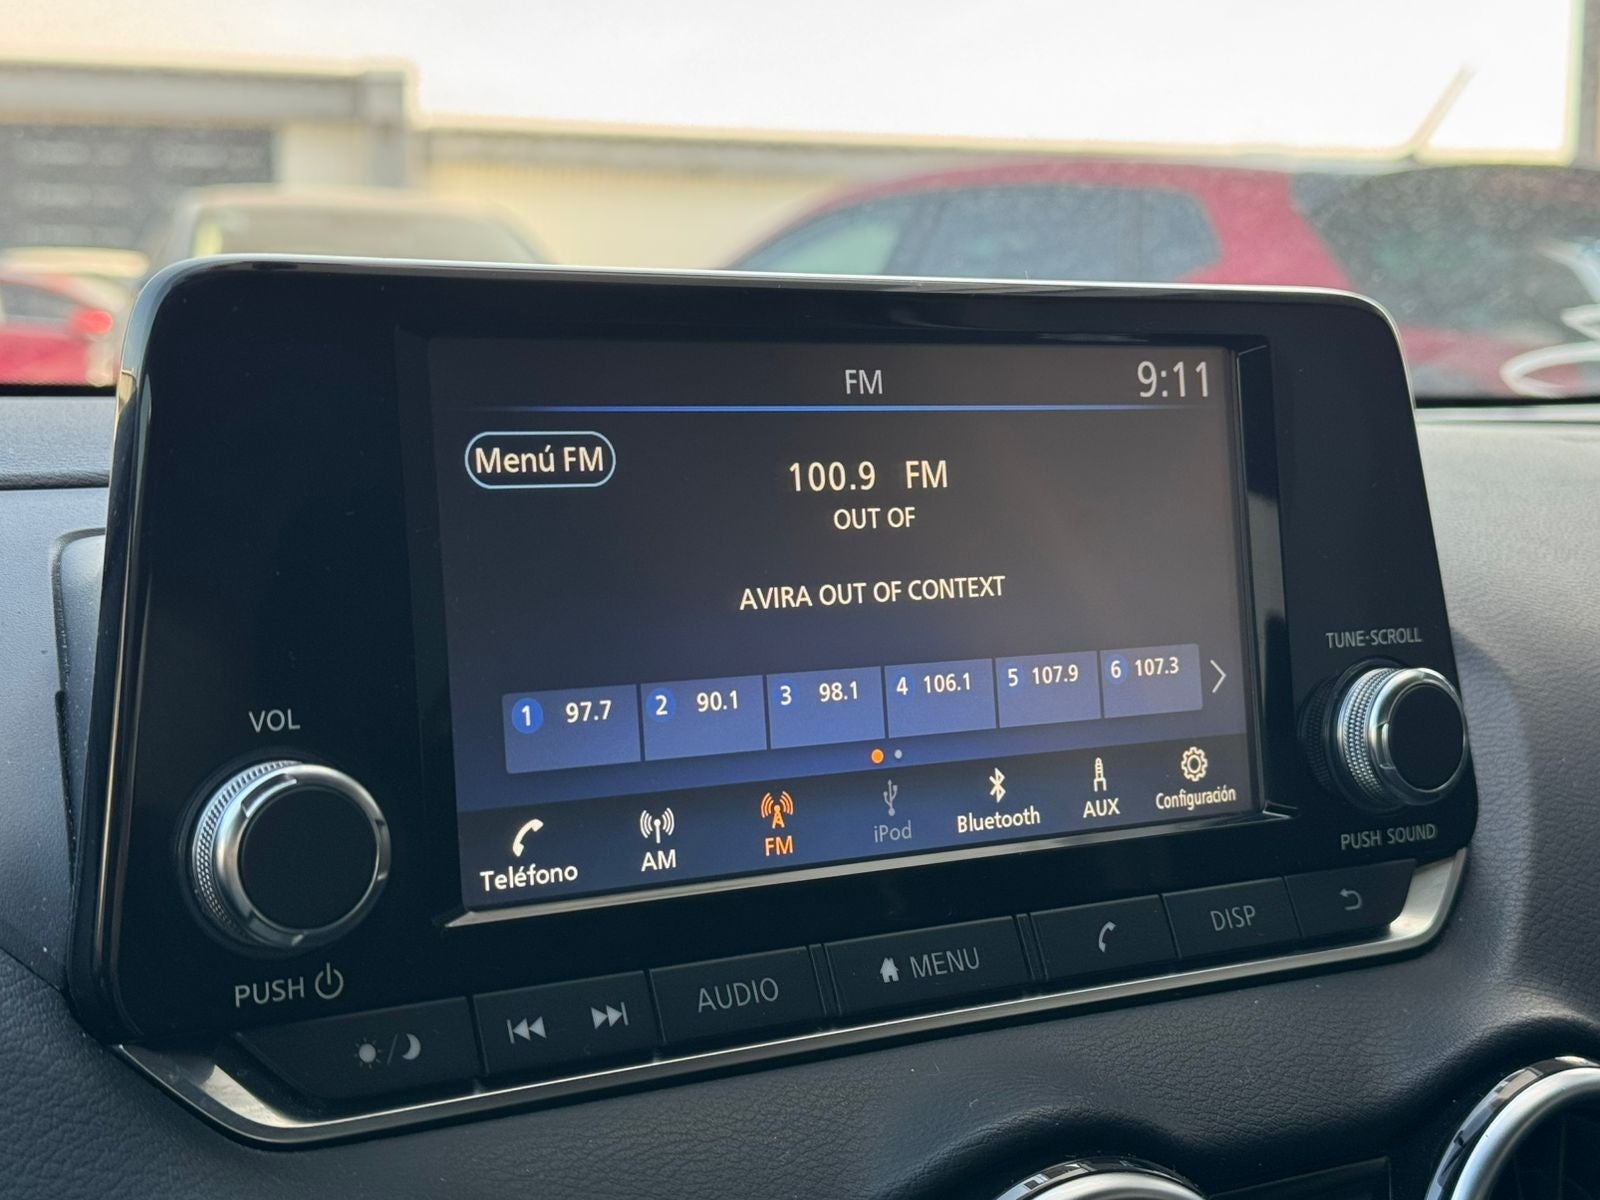 FM 9:11
Menú FM
100.9 FM
OUT OF
AVIRA OUT OF CONTEXT
1 97.7 2 90.1 3 98.1 4 106.1 5 107.9 6 107.3
Teléfono AM FM iPod Bluetooth AUX Configuración
VOL
PUSH
TUNE·SCROLL
PUSH SOUND
AUDIO MENU DISP